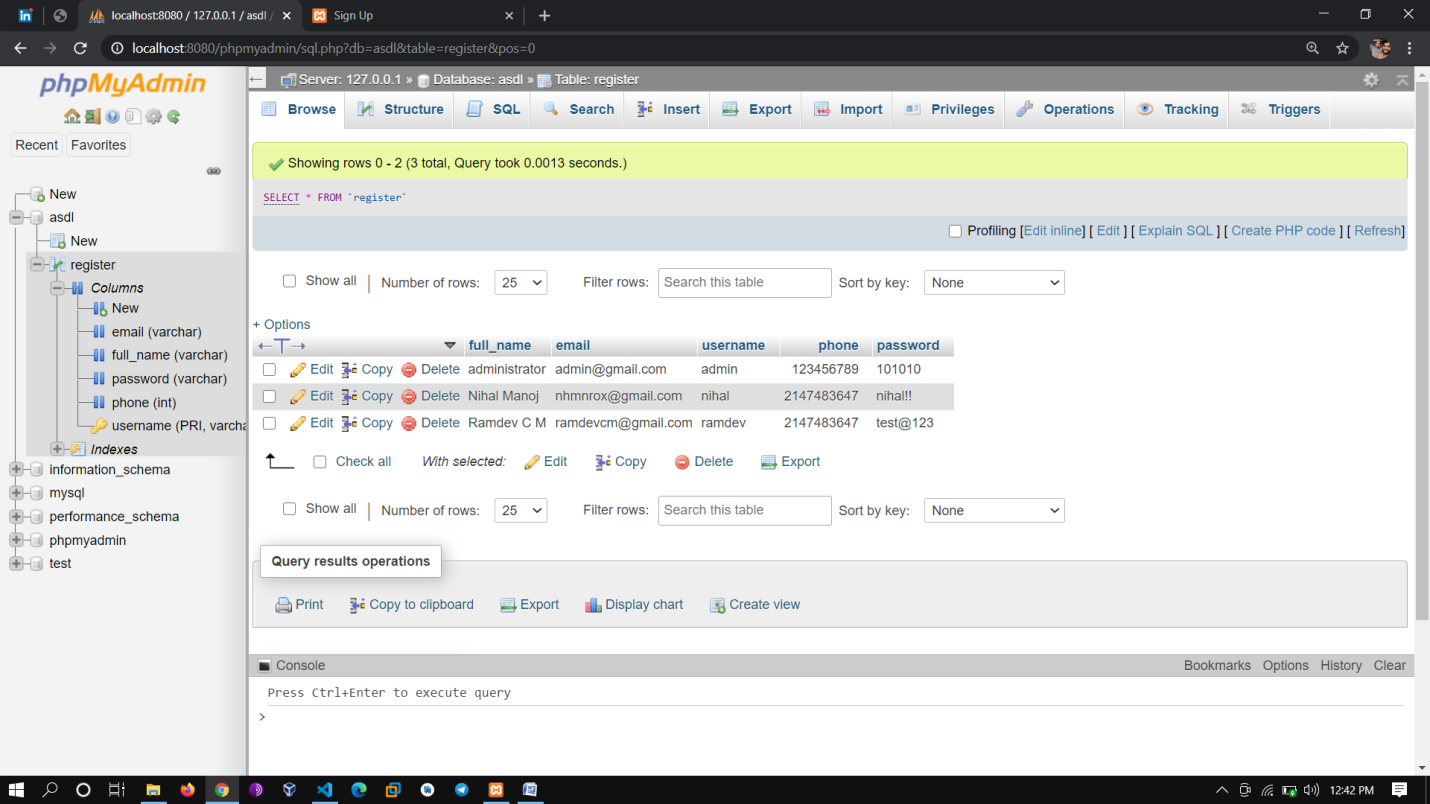 localhost:8080 / 127.0.0.1 / asdl /
Sign Up
localhost:8080/phpmyadmin/sql.php?db=asdl&table=register&pos=0
phpMyAdmin
Recent Favorites
New
asdl
New
register
Columns
New
email (varchar)
full_name (varchar)
password (varchar)
phone (int)
username (PRI, varcha
Indexes
information_schema
mysql
performance_schema
phpmyadmin
test
Server: 127.0.0.1 » Database: asdl » Table: register
Browse Structure SQL Search Insert Export Import Privileges Operations Tracking Triggers
Showing rows 0 - 2 (3 total, Query took 0.0013 seconds.)
SELECT * FROM `register`
Profiling [Edit inline] [ Edit ] [ Explain SQL ] [ Create PHP code ] [ Refresh]
Show all | Number of rows: 25 Filter rows: Search this table Sort by key: None
+ Options
←T→ full_name email username phone password
Edit Copy Delete administrator admin@gmail.com admin 123456789 101010
Edit Copy Delete Nihal Manoj nhmnrox@gmail.com nihal 2147483647 nihal!!
Edit Copy Delete Ramdev C M ramdevcm@gmail.com ramdev 2147483647 test@123
Check all With selected: Edit Copy Delete Export
Show all | Number of rows: 25 Filter rows: Search this table Sort by key: None
Query results operations
Print Copy to clipboard Export Display chart Create view
Console Bookmarks Options History Clear
Press Ctrl+Enter to execute query
>
12:42 PM